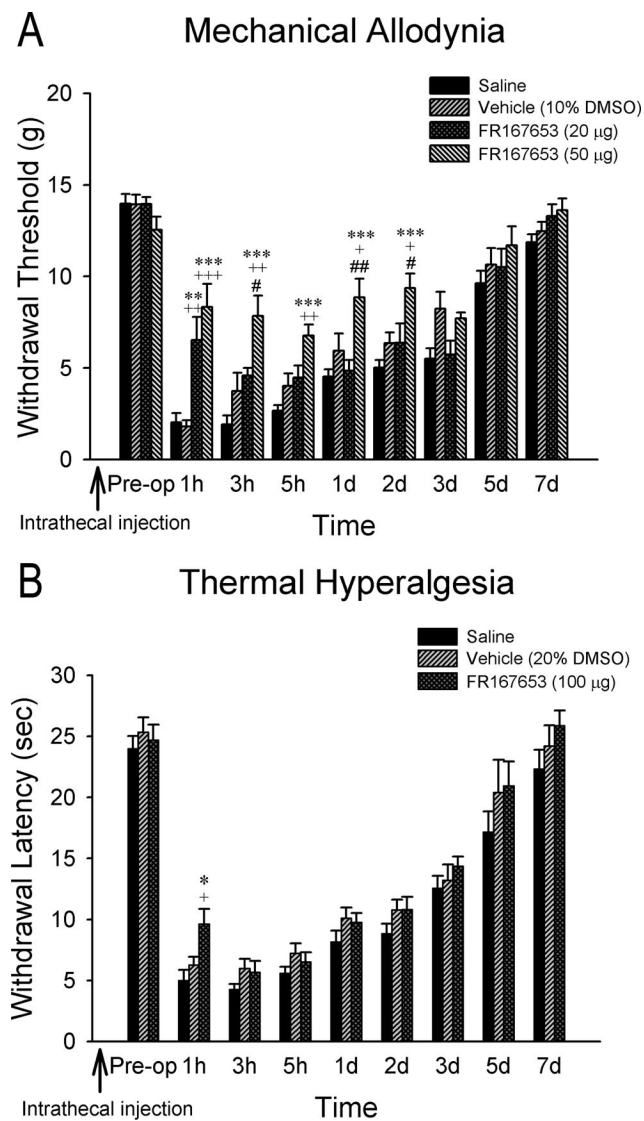 A Mechanical Allodynia
Saline
Vehicle (10% DMSO)
FR167653 (20 μg)
FR167653 (50 μg)
Withdrawal Threshold (g)
20
15
10
5
0
**
++
***
+++
***
++
#
***
++
***
+
##
***
+
#
Pre-op 1h 3h 5h 1d 2d 3d 5d 7d
Intrathecal injection
Time
B Thermal Hyperalgesia
Saline
Vehicle (20% DMSO)
FR167653 (100 μg)
Withdrawal Latency (sec)
30
25
20
15
10
5
0
*
+
Pre-op 1h 3h 5h 1d 2d 3d 5d 7d
Intrathecal injection
Time